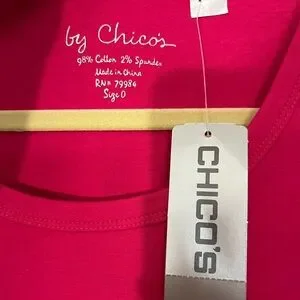 by Chico's
98% Cotton 2% Spandex
Made in China
RN# 79984
Size 0
CHICO'S